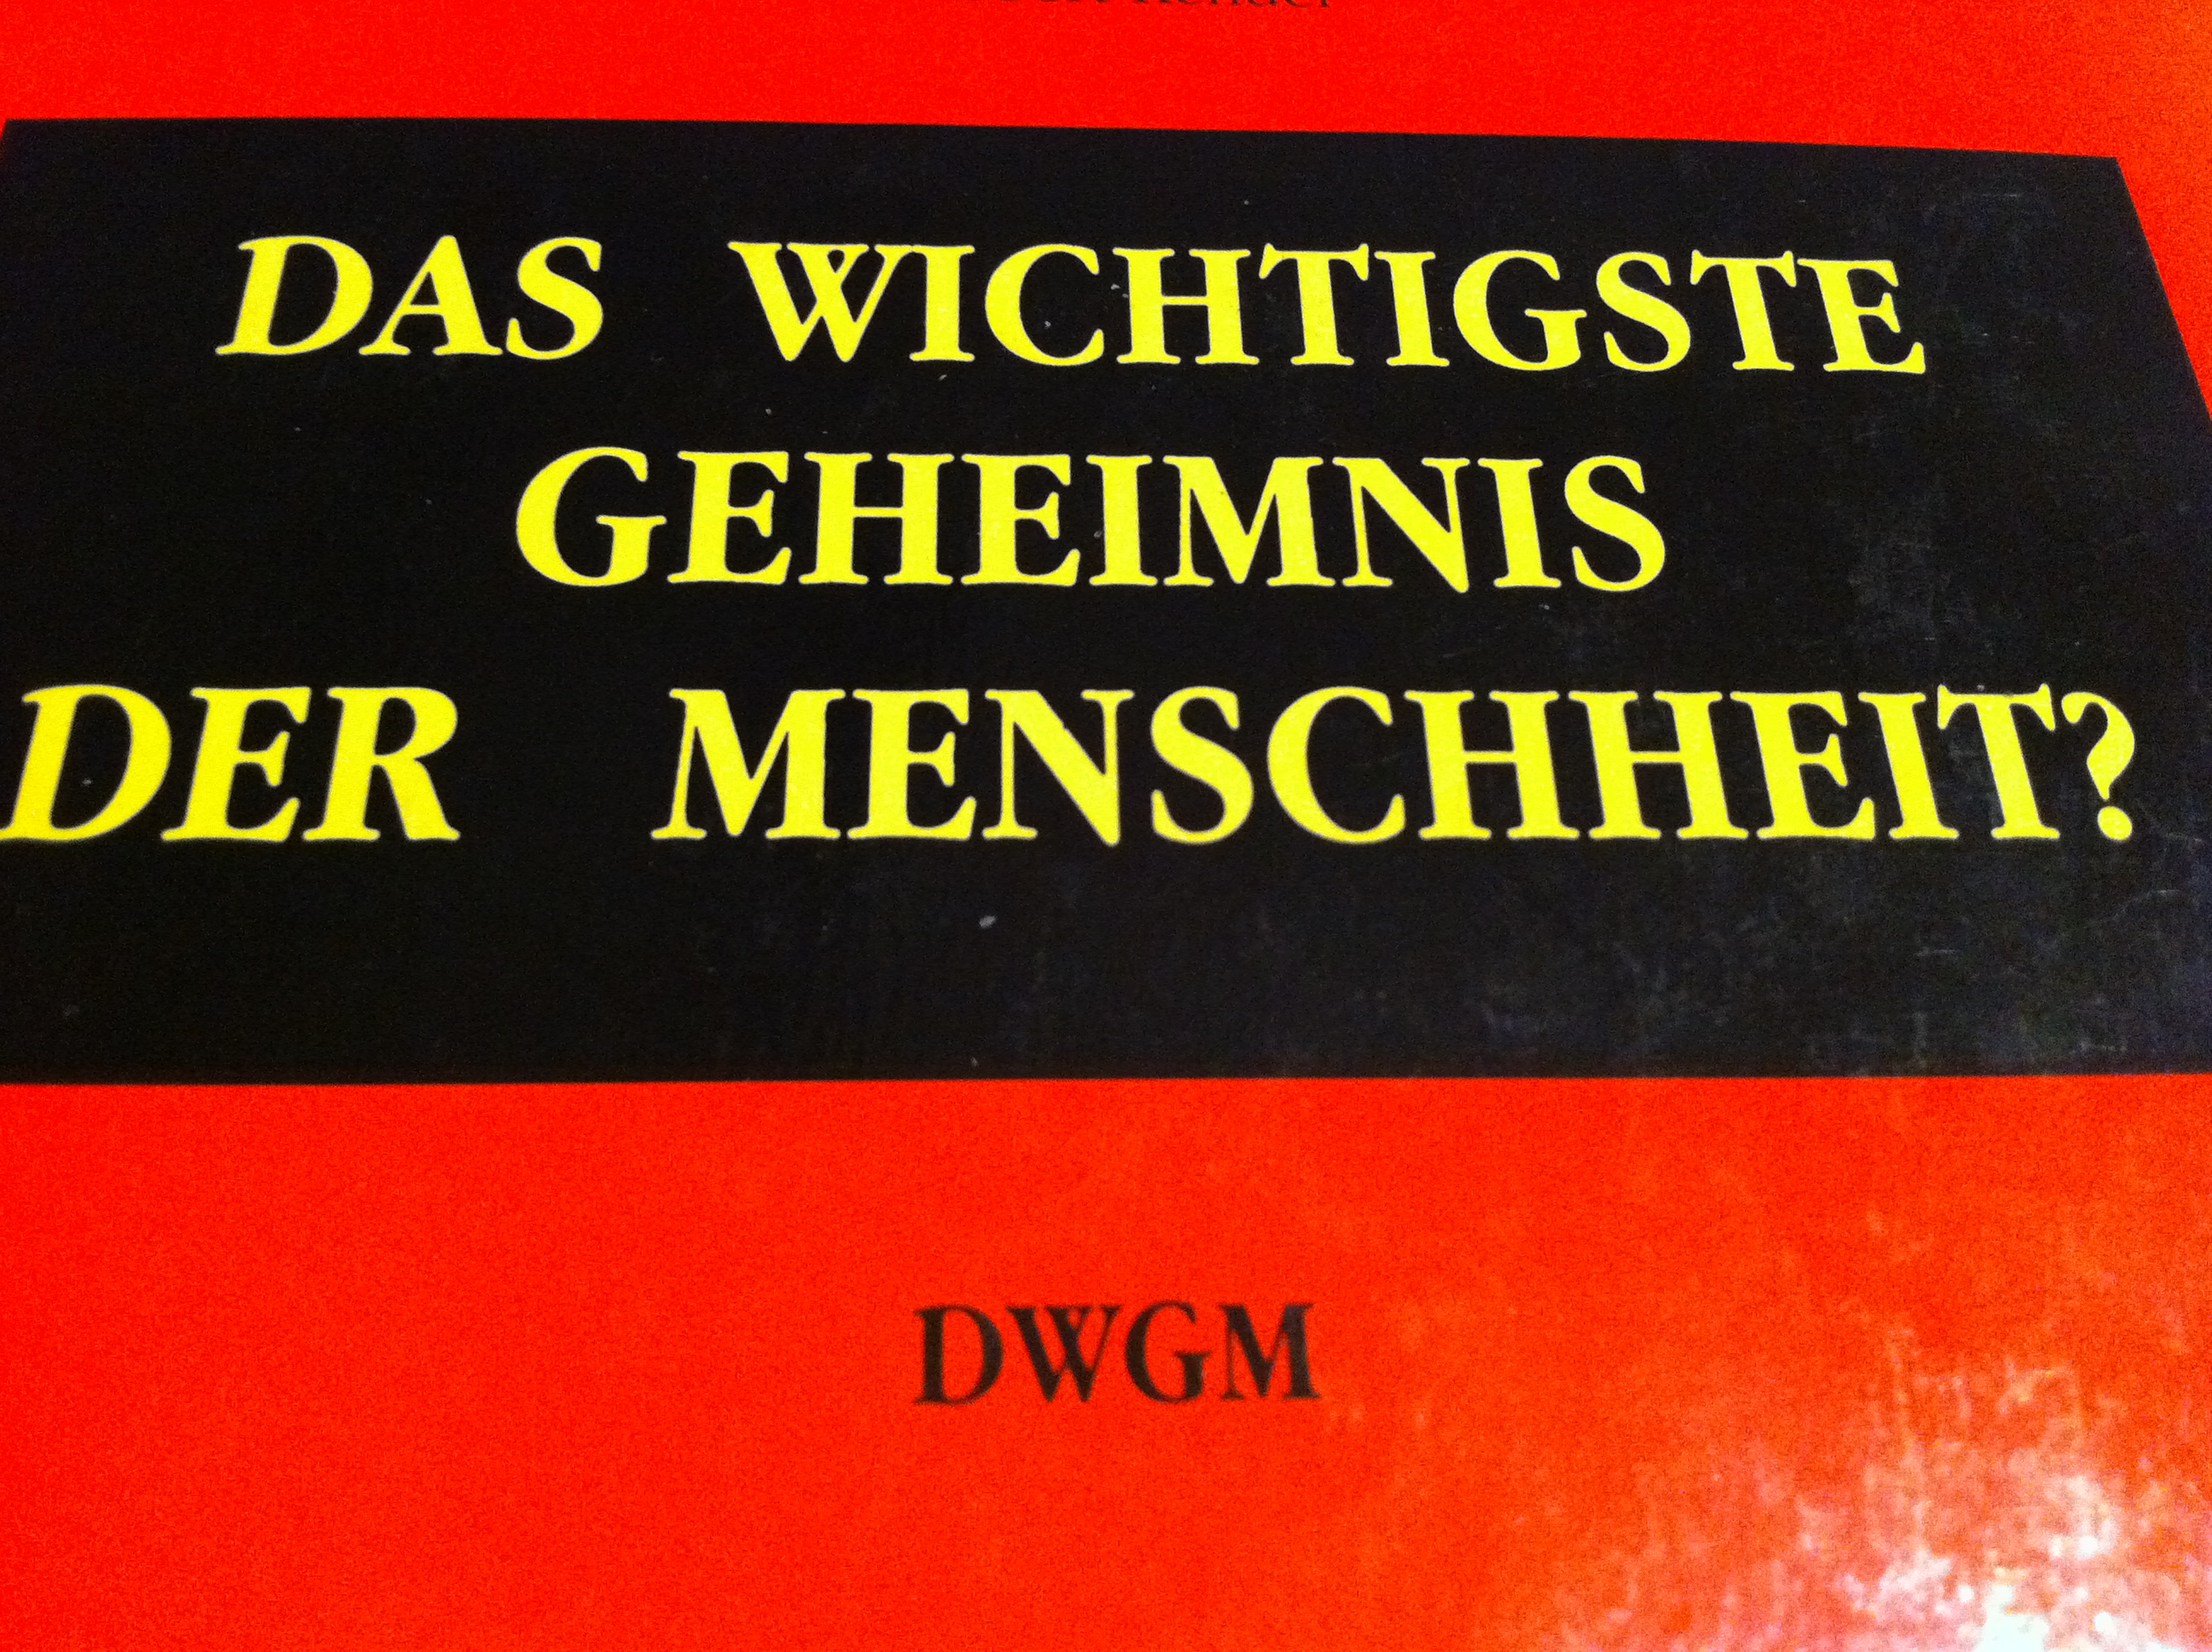 DAS WICHTIGSTE
GEHEIMNIS
DER MENSCHHEIT?
DWGM